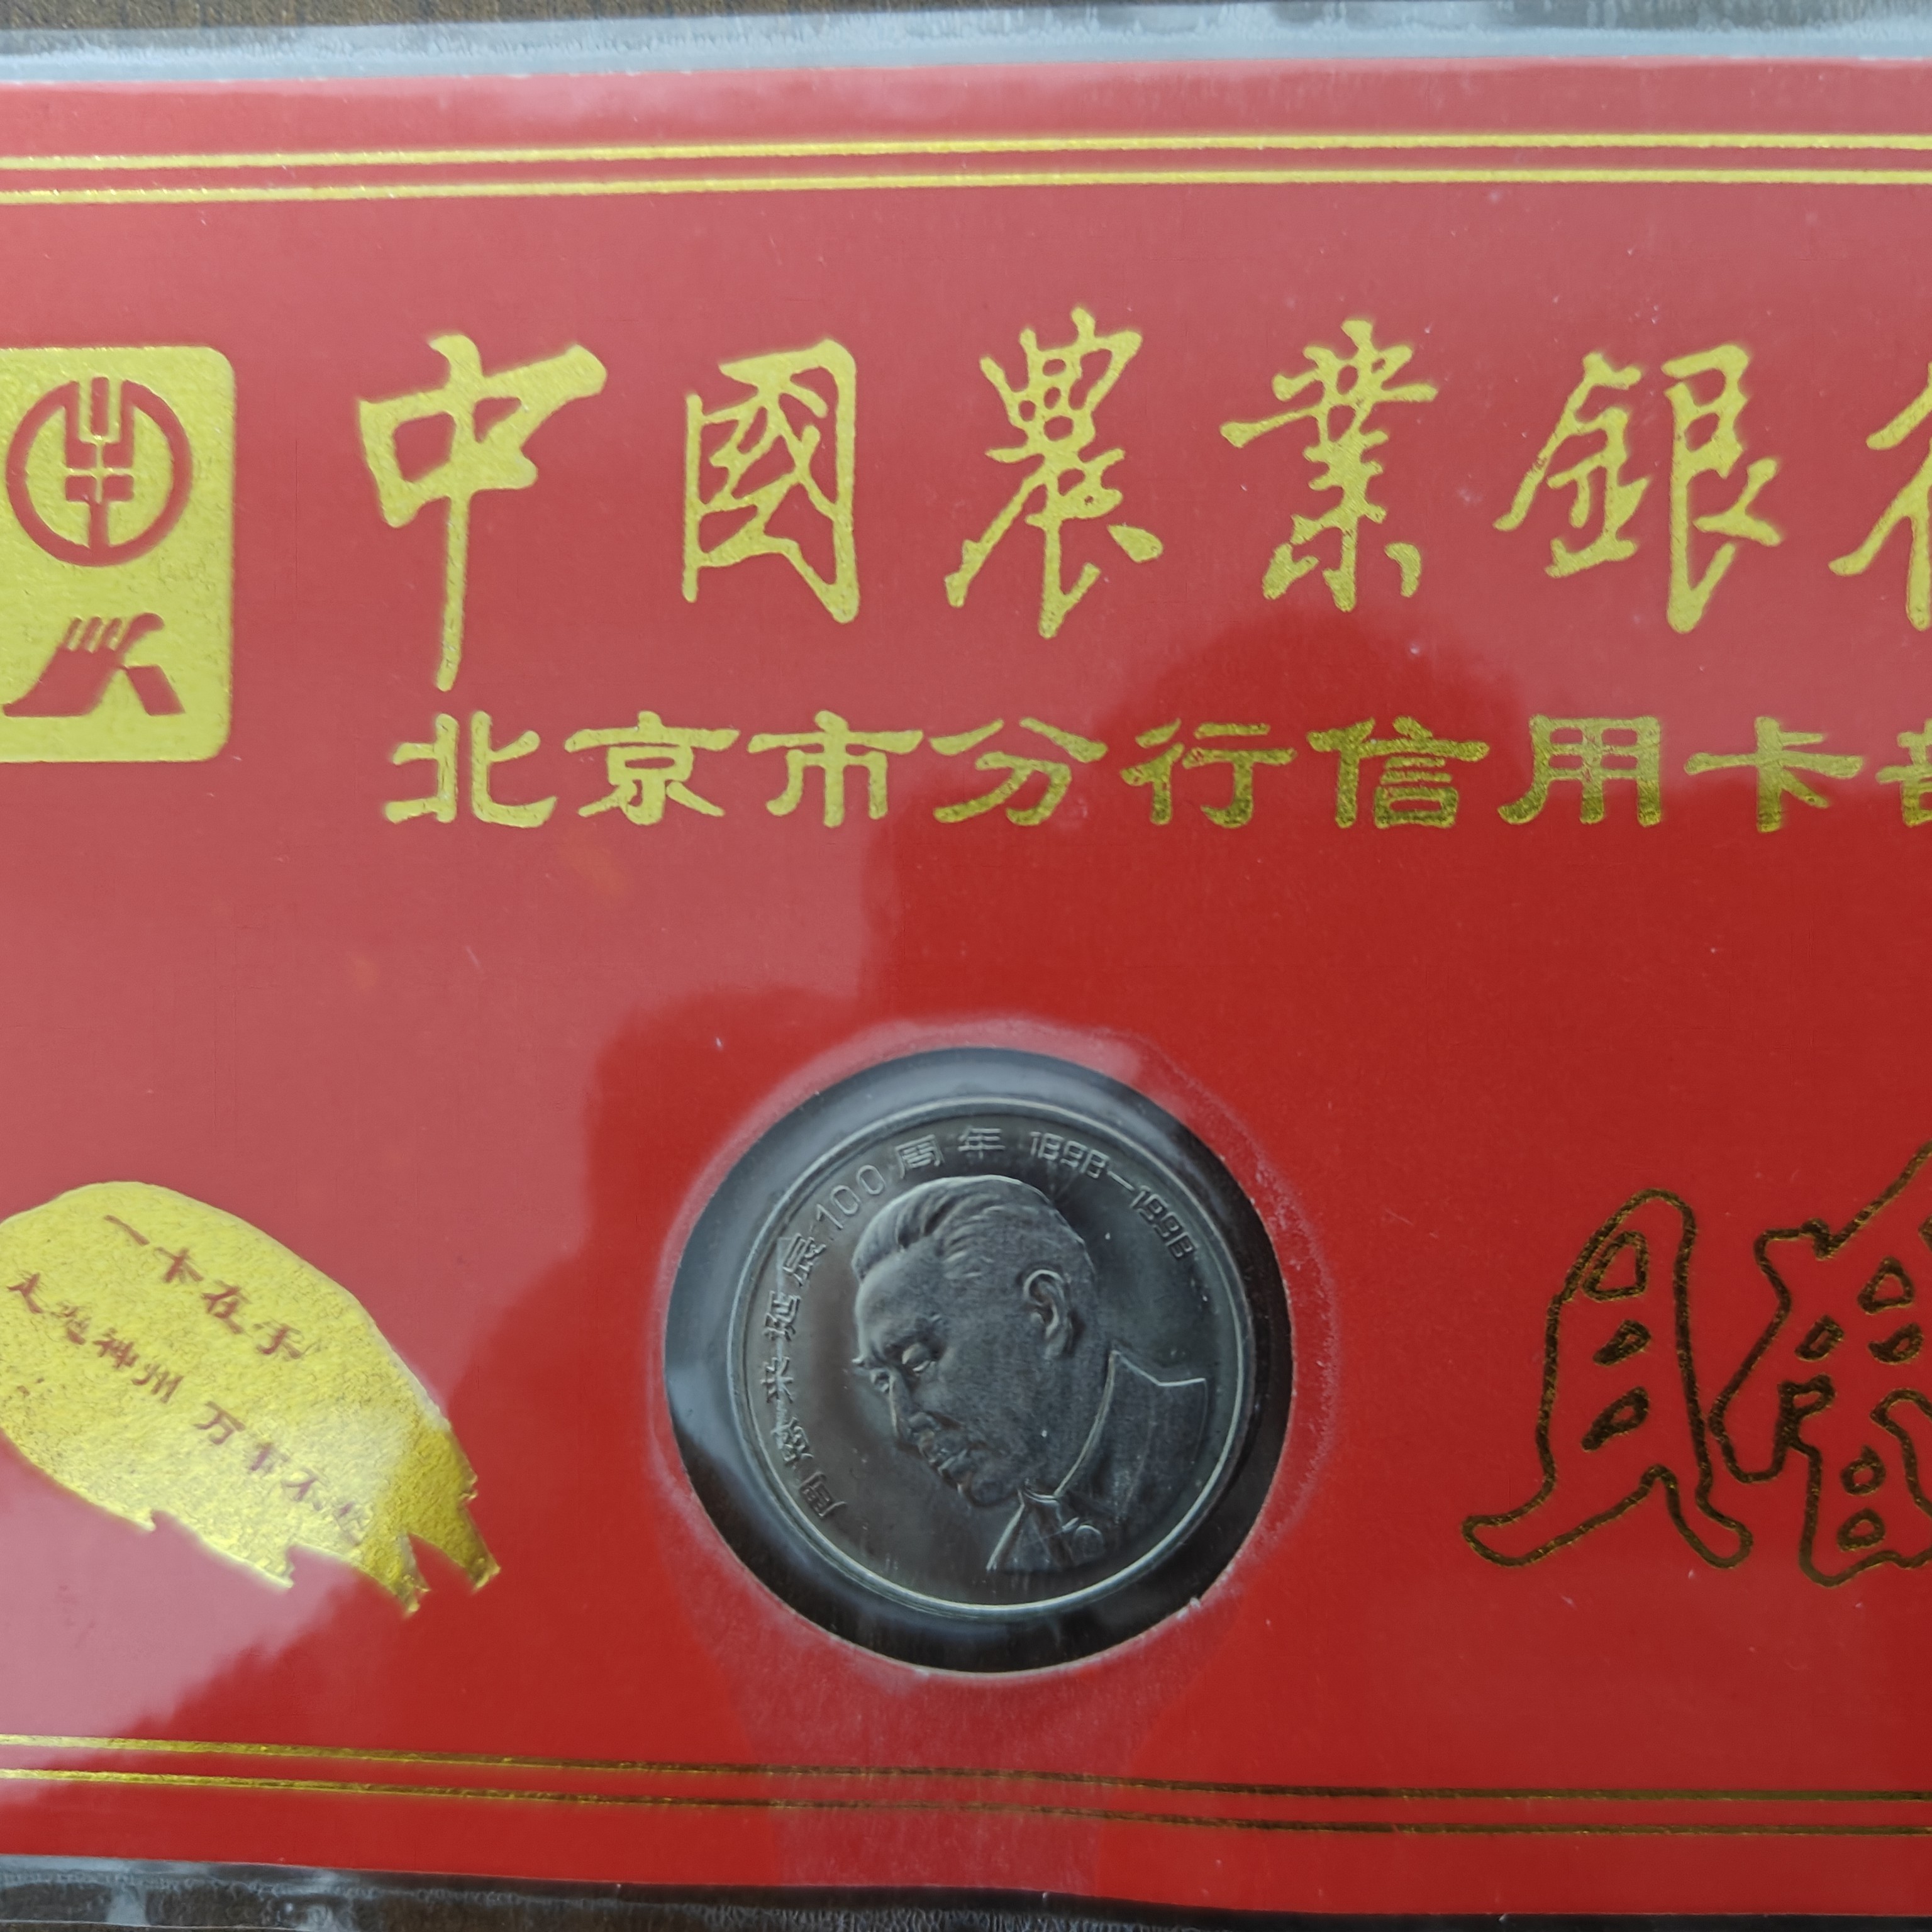 中國農業銀行
北京市分行信用卡部
周恩来诞辰100周年 1898—1998
一卡在手
走遍神州 万事不愁